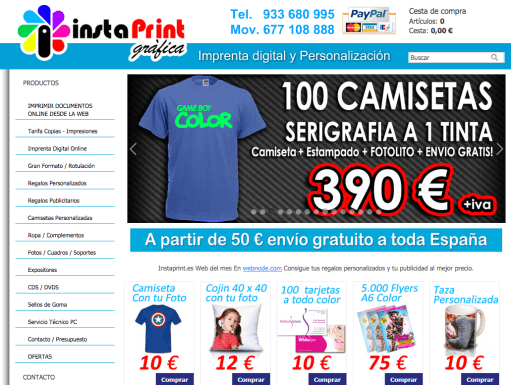 instaPrint
gráfica
Tel. 933 680 995
Mov. 677 108 888
PayPal
Cesta de compra
Artículos: 0
Cesta: 0,00 €
Imprenta digital y Personalización
Buscar
PRODUCTOS
IMPRIMIR DOCUMENTOS
ONLINE DESDE LA WEB
Tarifa Copias - Impresiones
Imprenta Digital Online
Gran Formato / Rotulación
Regalos Personalizados
Regalos Publicitarios
Camisetas Personalizadas
Ropa / Complementos
Fotos / Cuadros / Soportes
Expositores
CDS / DVDS
Sellos de Goma
Servicio Técnico PC
Contacto / Presupuesto
OFERTAS
CONTACTO
GAME BOY
COLOR
100 CAMISETAS
SERIGRAFIA A 1 TINTA
Camiseta + Estampado + FOTOLITO + ENVIO GRATIS!
390 € +iva
A partir de 50 € envío gratuito a toda España
Instaprint.es Web del mes En webnode.com Consigue tus regalos personalizados y tu publicidad al mejor precio.
Camiseta
Con tu Foto
10 €
Comprar
Cojin 40 x 40
con tu foto
12 €
Comprar
100 tarjetas
a todo color
10 €
Comprar
5.000 Flyers
A6 Color
75 €
Comprar
Taza
Personalizada
10 €
Comprar